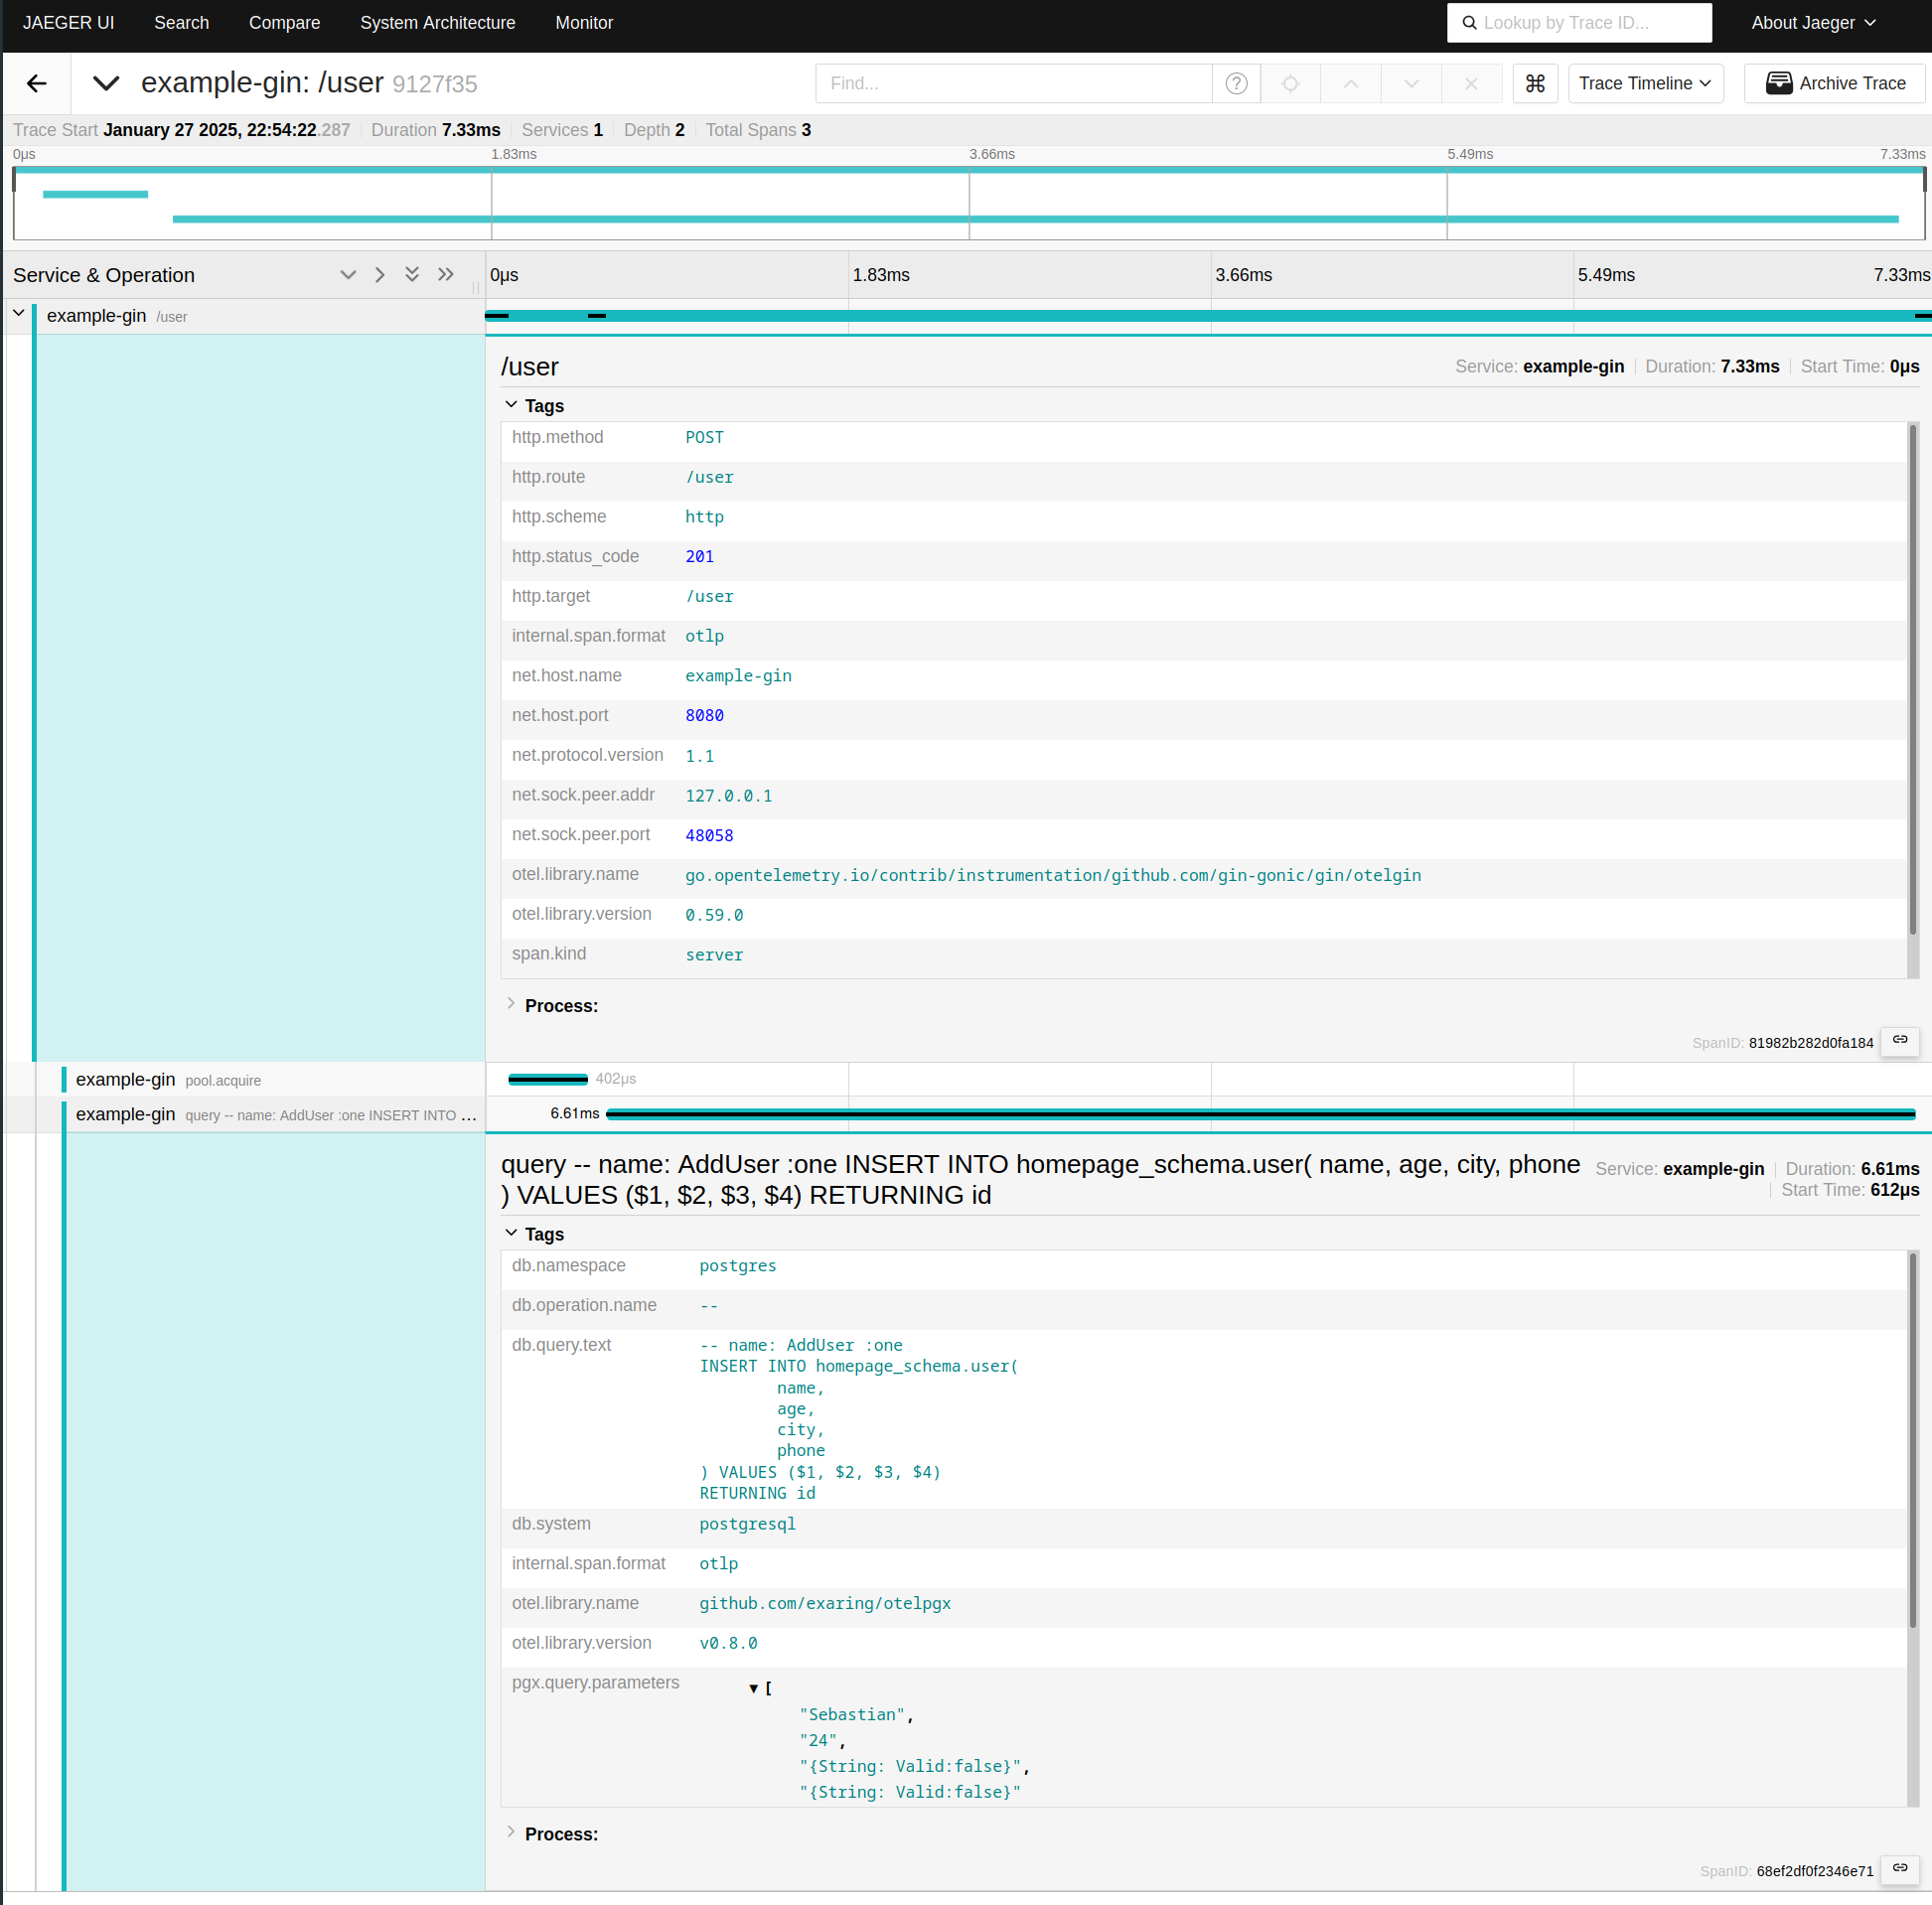 JAEGER UI Search Compare System Architecture Monitor Lookup by Trace ID... About Jaeger
example-gin: /user 9127f35 Find... ? ⌘ Trace Timeline Archive Trace
Trace Start January 27 2025, 22:54:22.287 Duration 7.33ms Services 1 Depth 2 Total Spans 3
0μs 1.83ms 3.66ms 5.49ms 7.33ms
Service & Operation 0μs 1.83ms 3.66ms 5.49ms 7.33ms
example-gin /user
/user Service: example-gin Duration: 7.33ms Start Time: 0μs
Tags
http.method POST
http.route /user
http.scheme http
http.status_code 201
http.target /user
internal.span.format otlp
net.host.name example-gin
net.host.port 8080
net.protocol.version 1.1
net.sock.peer.addr 127.0.0.1
net.sock.peer.port 48058
otel.library.name go.opentelemetry.io/contrib/instrumentation/github.com/gin-gonic/gin/otelgin
otel.library.version 0.59.0
span.kind server
Process:
SpanID: 81982b282d0fa184
example-gin pool.acquire 402μs
example-gin query -- name: AddUser :one INSERT INTO ... 6.61ms
query -- name: AddUser :one INSERT INTO homepage_schema.user( name, age, city, phone Service: example-gin Duration: 6.61ms
) VALUES ($1, $2, $3, $4) RETURNING id Start Time: 612μs
Tags
db.namespace postgres
db.operation.name --
db.query.text -- name: AddUser :one
INSERT INTO homepage_schema.user(
name,
age,
city,
phone
) VALUES ($1, $2, $3, $4)
RETURNING id
db.system postgresql
internal.span.format otlp
otel.library.name github.com/exaring/otelpgx
otel.library.version v0.8.0
pgx.query.parameters ▼ [
"Sebastian",
"24",
"{String: Valid:false}",
"{String: Valid:false}"
Process:
SpanID: 68ef2df0f2346e71